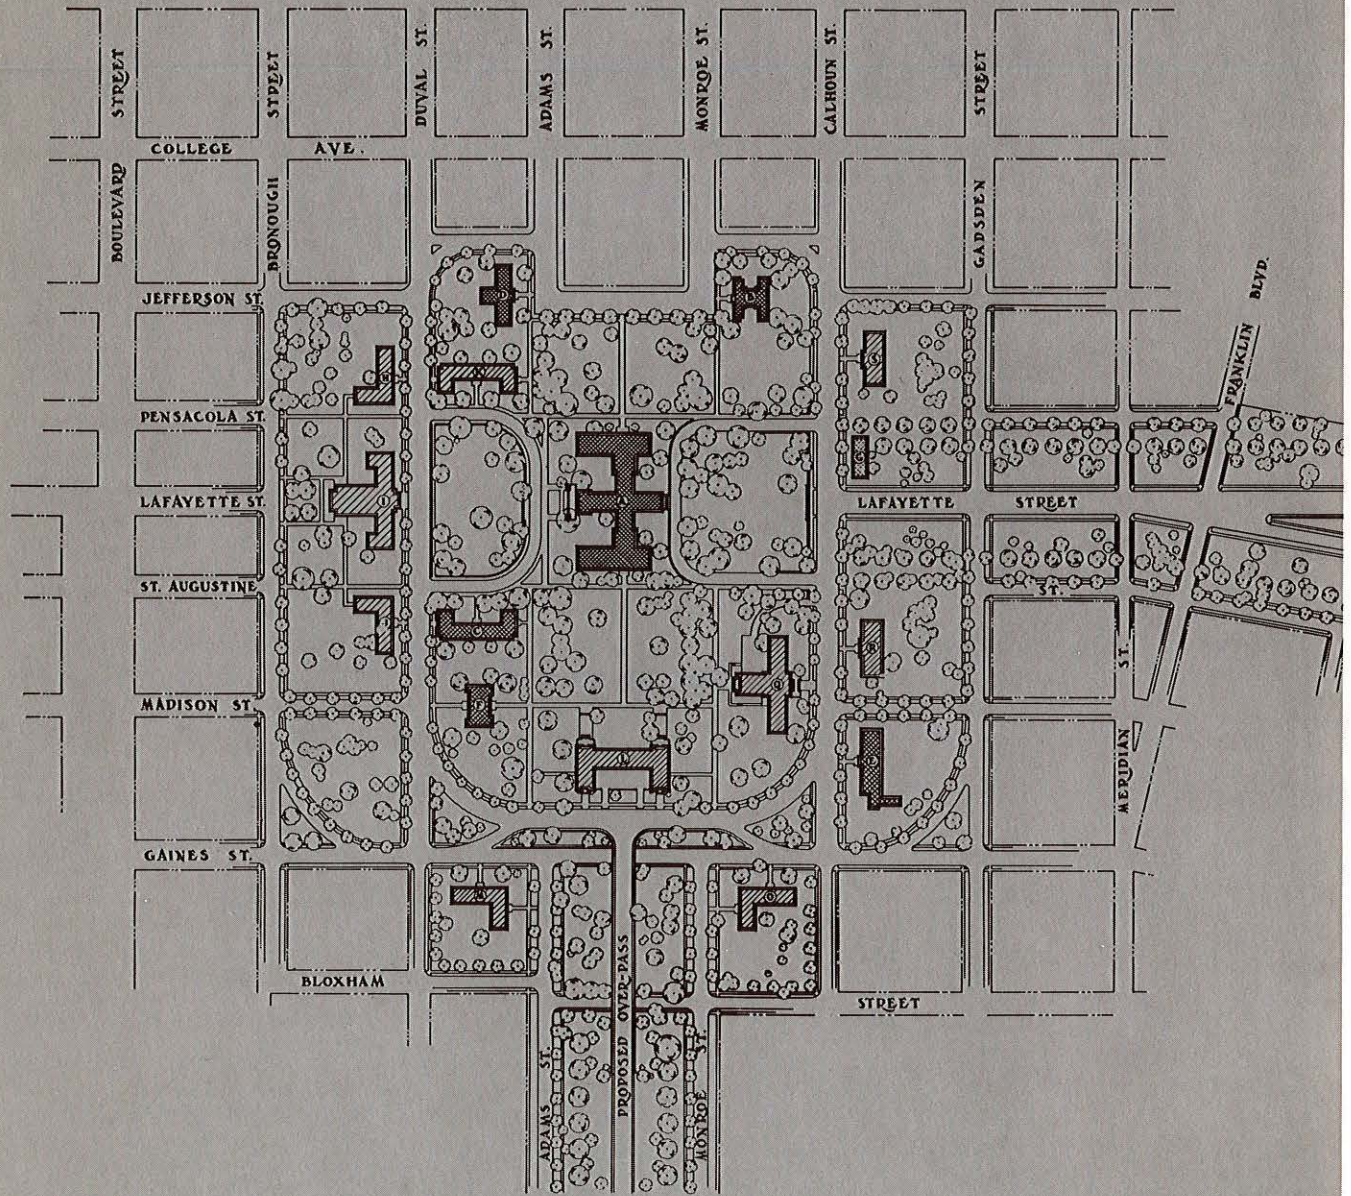 BOULEVARD STREET
BRONOUGH STREET
DUVAL ST.
ADAMS ST.
MONROE ST.
CALHOUN ST.
GADSDEN STREET
COLLEGE AVE.
JEFFERSON ST.
FRANKLIN BLVD.
PENSACOLA ST.
S
A
I
LAFAYETTE ST.
LAFAYETTE STREET
ST. AUGUSTINE ST.
R
MADISON ST.
MERIDIAN ST.
GAINES ST.
BLOXHAM STREET
PROPOSED OVER-PASS
ADAMS ST.
MONROE ST.